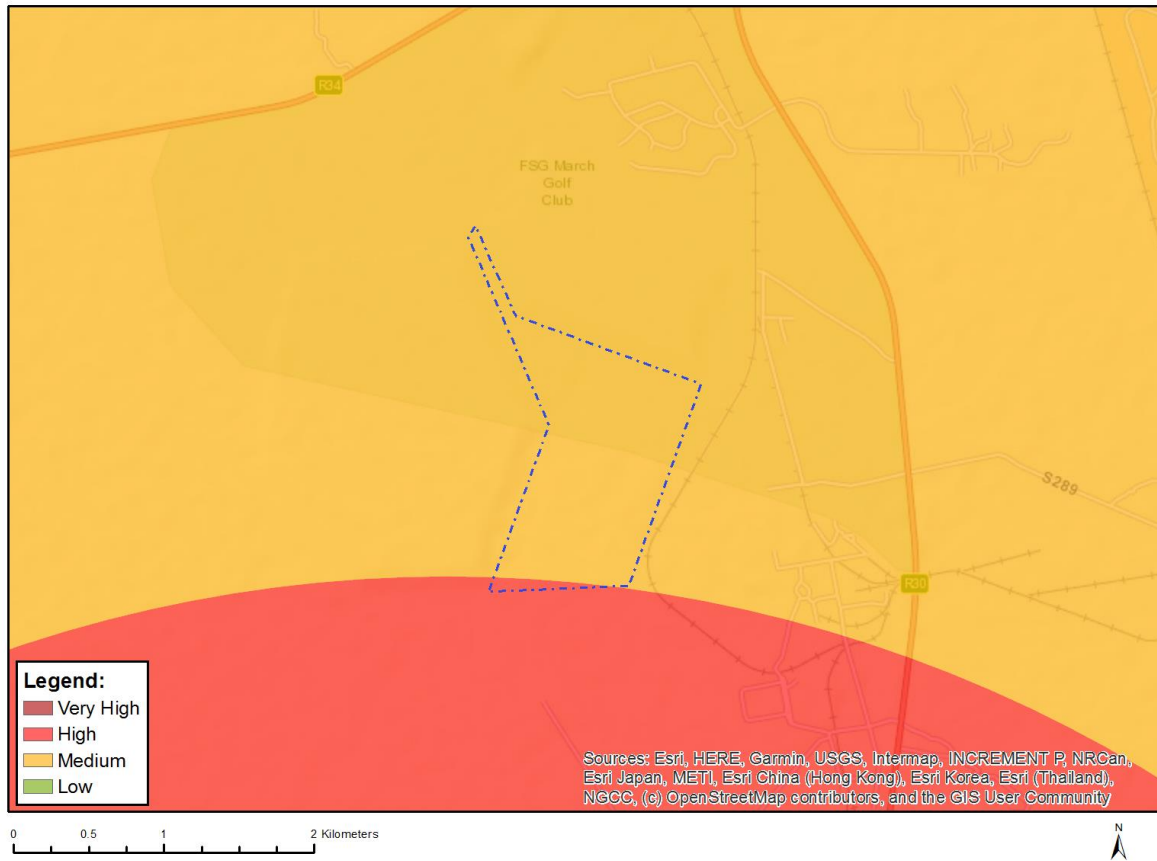 R34
FSG March
Golf
Club
S289
R30
Legend:
Very High
High
Medium
Low
Sources: Esri, HERE, Garmin, USGS, Intermap, INCREMENT P, NRCan,
Esri Japan, METI, Esri China (Hong Kong), Esri Korea, Esri (Thailand),
NGCC, (c) OpenStreetMap contributors, and the GIS User Community
0 0.5 1 2 Kilometers
N